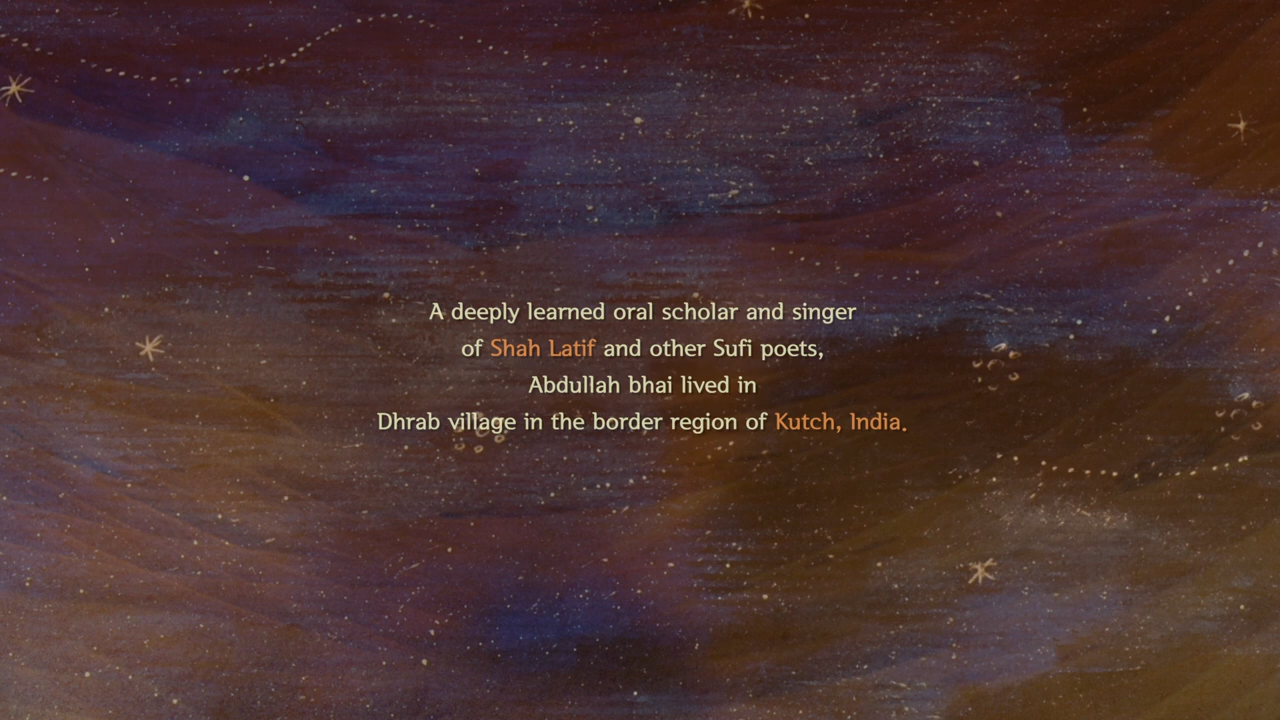 A deeply learned oral scholar and singer
of Shah Latif and other Sufi poets,
Abdullah bhai lived in
Dhrab village in the border region of Kutch, India.